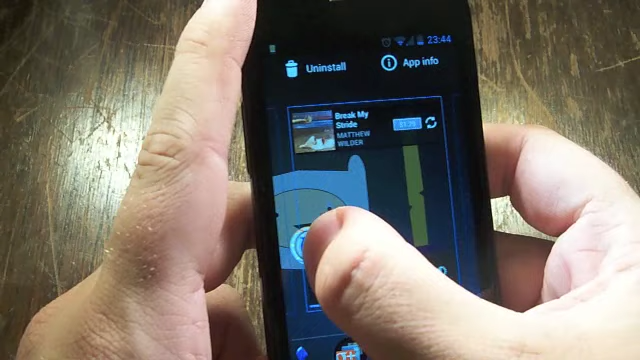 23:44
Uninstall
App info
Break My
Stride
MATTHEW
WILDER